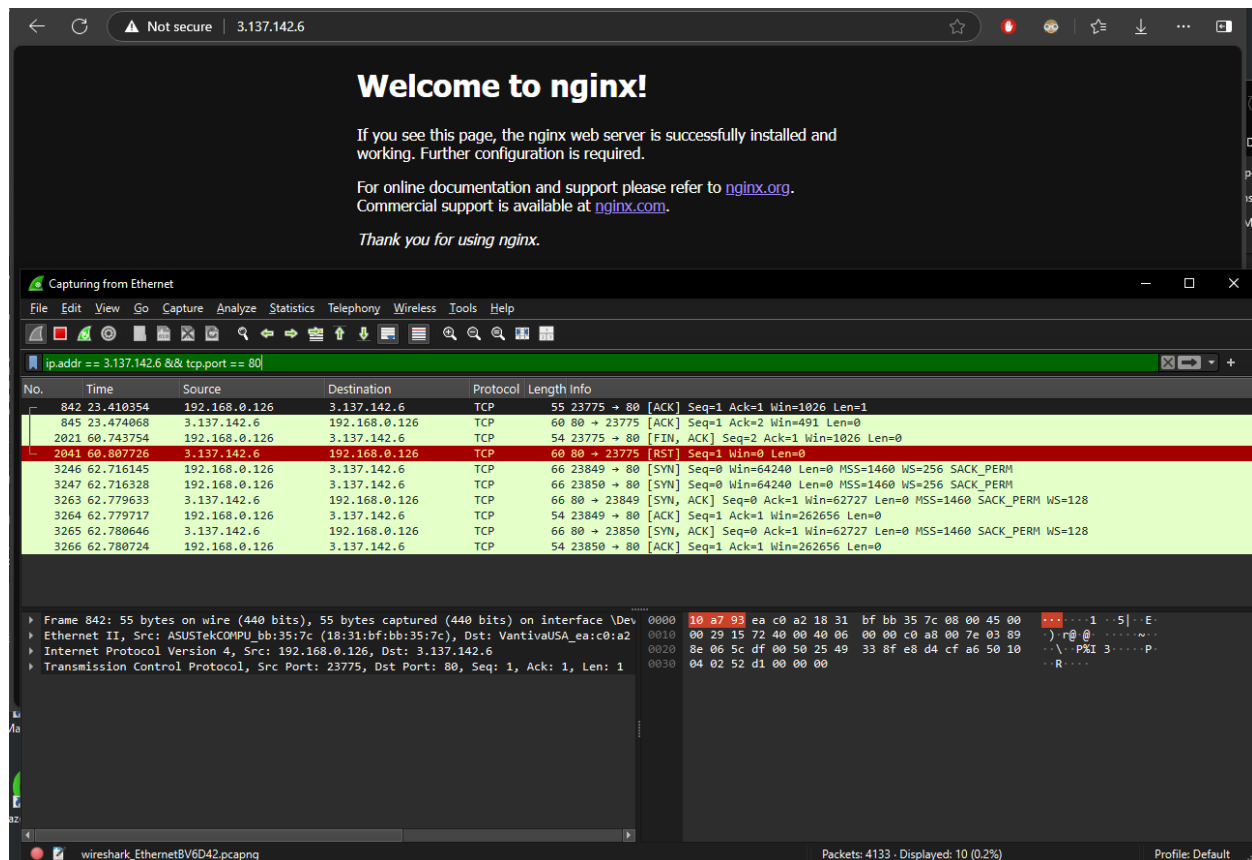 Not secure 3.137.142.6
Welcome to nginx!
If you see this page, the nginx web server is successfully installed and
working. Further configuration is required.
For online documentation and support please refer to nginx.org.
Commercial support is available at nginx.com.
Thank you for using nginx.
Capturing from Ethernet
File Edit View Go Capture Analyze Statistics Telephony Wireless Tools Help
ip.addr == 3.137.142.6 && tcp.port == 80
No. Time Source Destination Protocol Length Info
842 23.410354 192.168.0.126 3.137.142.6 TCP 55 23775 → 80 [ACK] Seq=1 Ack=1 Win=1026 Len=1
845 23.474068 3.137.142.6 192.168.0.126 TCP 60 80 → 23775 [ACK] Seq=1 Ack=2 Win=491 Len=0
2021 60.743754 192.168.0.126 3.137.142.6 TCP 54 23775 → 80 [FIN, ACK] Seq=2 Ack=1 Win=1026 Len=0
2041 60.807726 3.137.142.6 192.168.0.126 TCP 60 80 → 23775 [RST] Seq=1 Win=0 Len=0
3246 62.716145 192.168.0.126 3.137.142.6 TCP 66 23849 → 80 [SYN] Seq=0 Win=64240 Len=0 MSS=1460 WS=256 SACK_PERM
3247 62.716328 192.168.0.126 3.137.142.6 TCP 66 23850 → 80 [SYN] Seq=0 Win=64240 Len=0 MSS=1460 WS=256 SACK_PERM
3263 62.779633 3.137.142.6 192.168.0.126 TCP 66 80 → 23849 [SYN, ACK] Seq=0 Ack=1 Win=62727 Len=0 MSS=1460 SACK_PERM WS=128
3264 62.779717 192.168.0.126 3.137.142.6 TCP 54 23849 → 80 [ACK] Seq=1 Ack=1 Win=262656 Len=0
3265 62.780646 3.137.142.6 192.168.0.126 TCP 66 80 → 23850 [SYN, ACK] Seq=0 Ack=1 Win=62727 Len=0 MSS=1460 SACK_PERM WS=128
3266 62.780724 192.168.0.126 3.137.142.6 TCP 54 23850 → 80 [ACK] Seq=1 Ack=1 Win=262656 Len=0
Frame 842: 55 bytes on wire (440 bits), 55 bytes captured (440 bits) on interface \Dev
Ethernet II, Src: ASUSTekCOMPU_bb:35:7c (18:31:bf:bb:35:7c), Dst: VantivaUSA_ea:c0:a2
Internet Protocol Version 4, Src: 192.168.0.126, Dst: 3.137.142.6
Transmission Control Protocol, Src Port: 23775, Dst Port: 80, Seq: 1, Ack: 1, Len: 1
0000 10 a7 93 ea c0 a2 18 31 bf bb 35 7c 08 00 45 00 ·······1 ··5|··E·
0010 00 29 15 72 40 00 40 06 00 00 c0 a8 00 7e 03 89 ·)·r@·@· ·····~··
0020 8e 06 5c df 00 50 25 49 33 8f e8 d4 cf a6 50 10 ··\··P%I 3·····P·
0030 04 02 52 d1 00 00 00 ··R····
wireshark_EthernetBV6D42.pcapng Packets: 4133 · Displayed: 10 (0.2%) Profile: Default